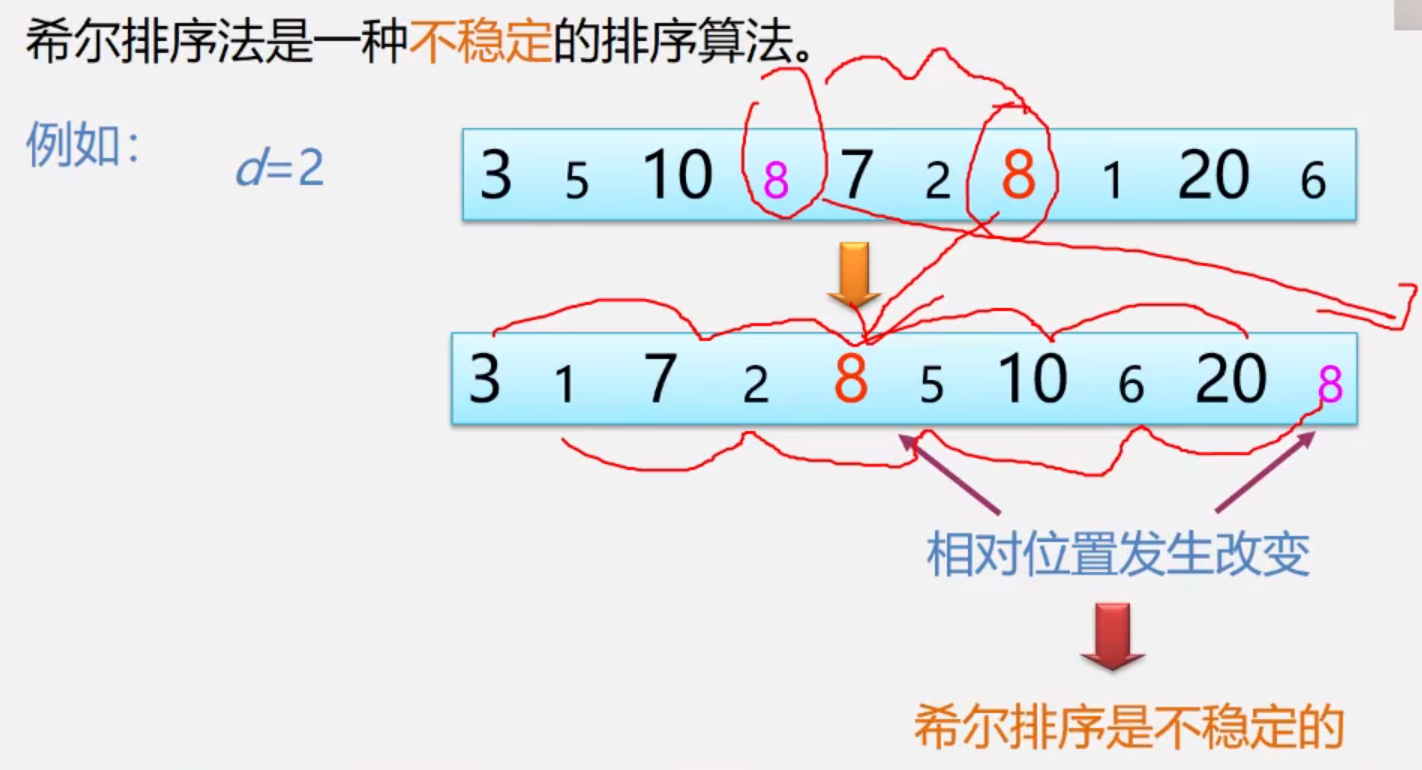 希尔排序法是一种不稳定的排序算法。
例如：
d=2
3 5 10 8 7 2 8 1 20 6
3 1 7 2 8 5 10 6 20 8
相对位置发生改变
希尔排序是不稳定的